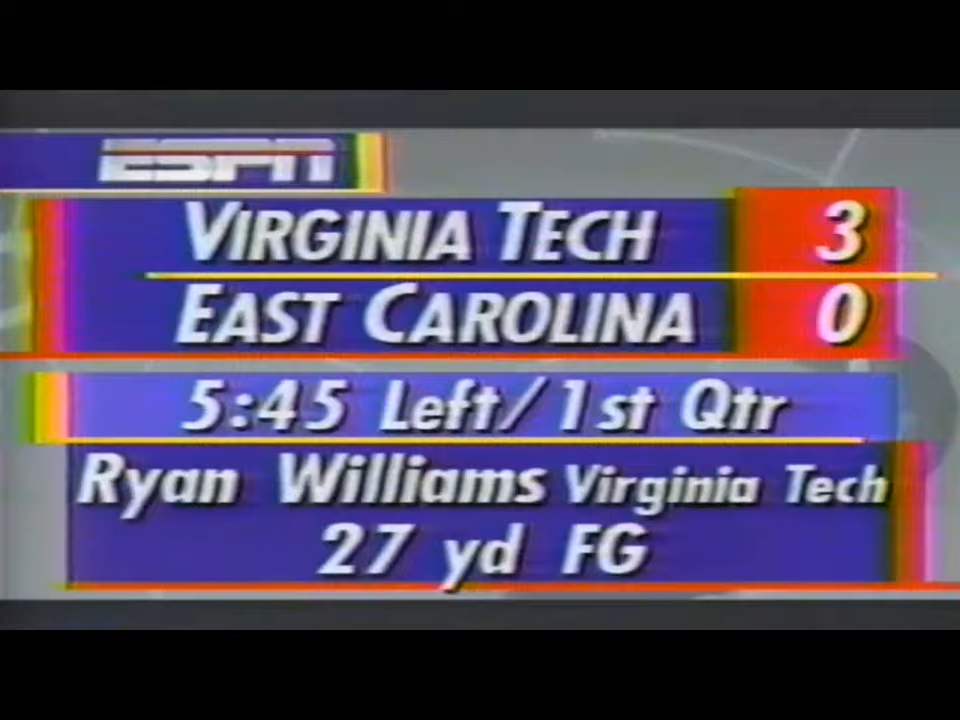 ESPN
VIRGINIA TECH 3
EAST CAROLINA 0
5:45 Left/1st Qtr
Ryan Williams Virginia Tech
27 yd FG